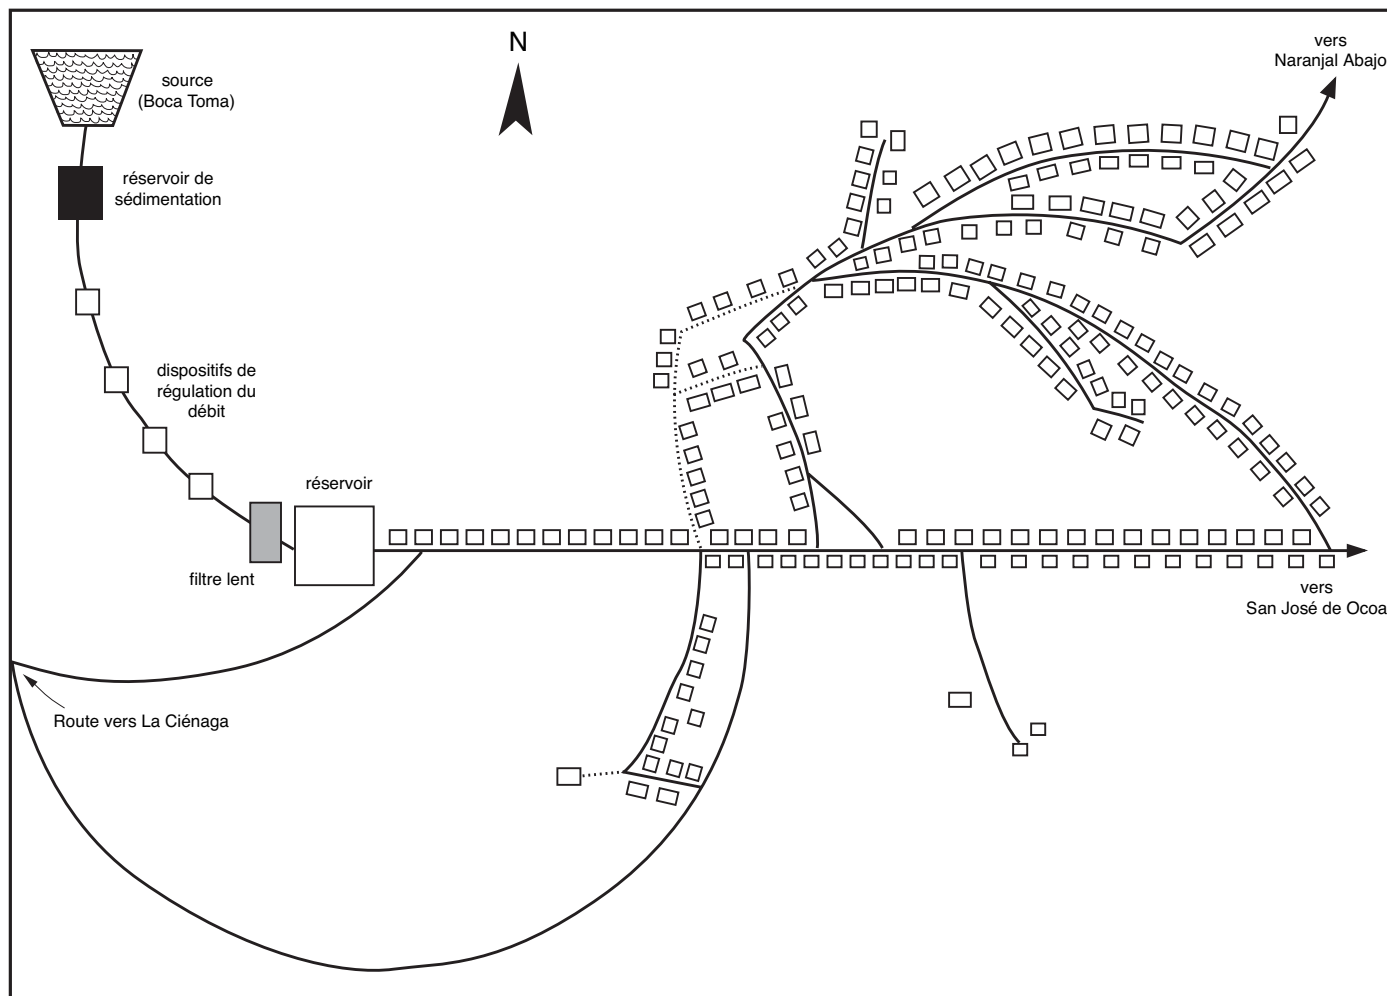 N
vers
Naranjal Abajo
source
(Boca Toma)
réservoir de
sédimentation
dispositifs de
régulation du
débit
réservoir
filtre lent
vers
San José de Ocoa
Route vers La Ciénaga